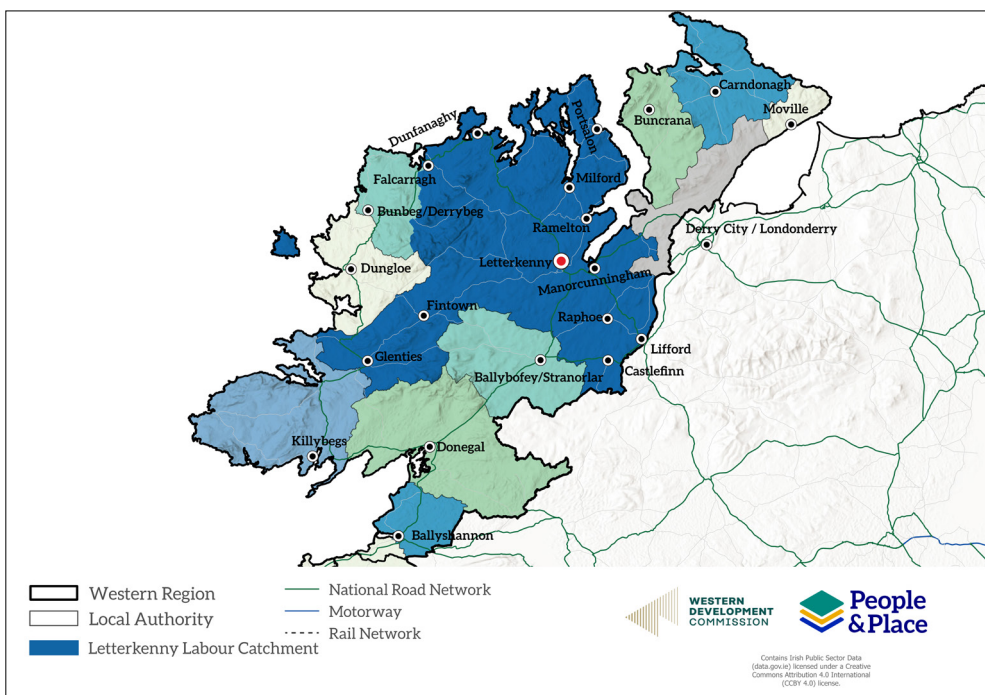 Carndonagh
Moville
Buncrana
Portsalon
Dunfanaghy
Falcarragh
Milford
Bunbeg/Derrybeg
Ramelton
Derry City / Londonderry
Letterkenny
Dungloe
Manorcunningham
Fintown
Raphoe
Lifford
Glenties
Ballybofey/Stranorlar
Castlefinn
Killybegs
Donegal
Ballyshannon
Western Region
Local Authority
Letterkenny Labour Catchment
National Road Network
Motorway
Rail Network
WESTERN
DEVELOPMENT
COMMISSION
People
&Place
Contains Irish Public Sector Data
(data.gov.ie) licensed under a Creative
Commons Attribution 4.0 International
(CCBY 4.0) license.